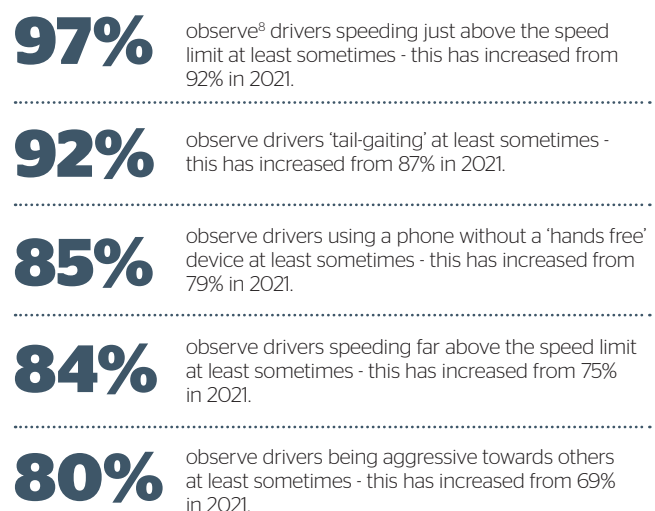 97%
observe⁸ drivers speeding just above the speed
limit at least sometimes - this has increased from
92% in 2021.
92%
observe drivers ‘tail-gaiting’ at least sometimes -
this has increased from 87% in 2021.
85%
observe drivers using a phone without a ‘hands free’
device at least sometimes - this has increased from
79% in 2021.
84%
observe drivers speeding far above the speed limit
at least sometimes - this has increased from 75%
in 2021.
80%
observe drivers being aggressive towards others
at least sometimes - this has increased from 69%
in 2021.